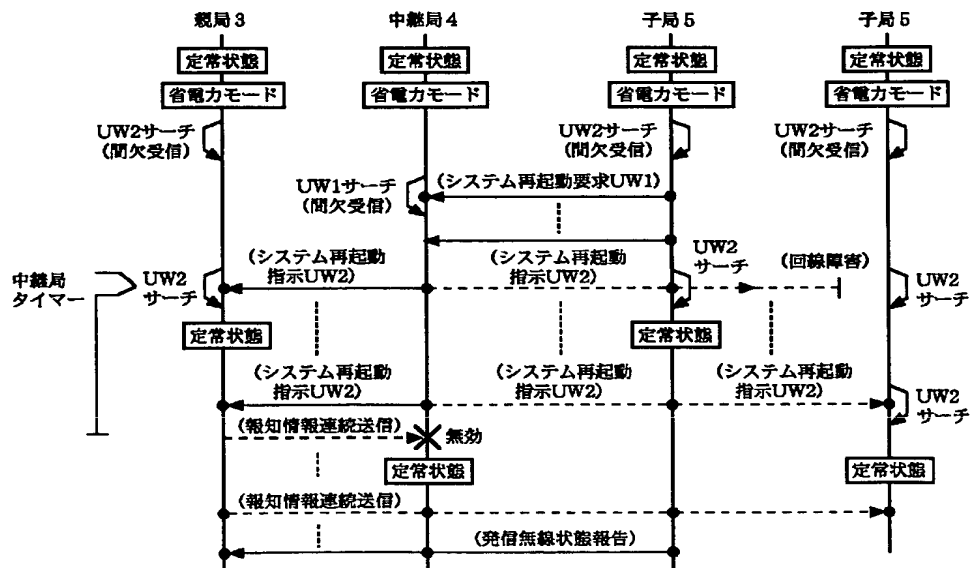 親局3
中継局4
子局5
子局5
定常状態
定常状態
定常状態
定常状態
省電力モード
省電力モード
省電力モード
省電力モード
UW2サーチ
(間欠受信)
UW2サーチ
(間欠受信)
UW2サーチ
(間欠受信)
UW1サーチ
(間欠受信)
(システム再起動要求UW1)
中継局
タイマー
UW2
サーチ
(システム再起動
指示UW2)
(システム再起動
指示UW2)
UW2
サーチ
(回線障害)
UW2
サーチ
定常状態
定常状態
(システム再起動
指示UW2)
(システム再起動
指示UW2)
(システム再起動
指示UW2)
UW2
サーチ
(報知情報連続送信)
無効
定常状態
定常状態
(報知情報連続送信)
(発信無線状態報告)